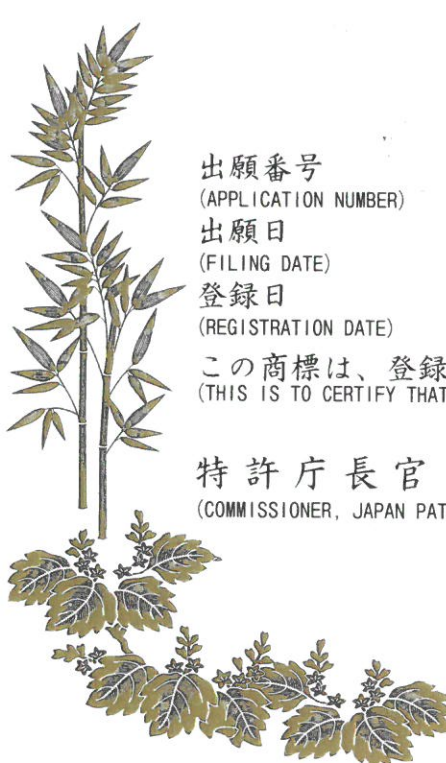 出願番号
(APPLICATION NUMBER)
出願日
(FILING DATE)
登録日
(REGISTRATION DATE)
この商標は、登録
(THIS IS TO CERTIFY THAT
特許庁長官
(COMMISSIONER, JAPAN PAT